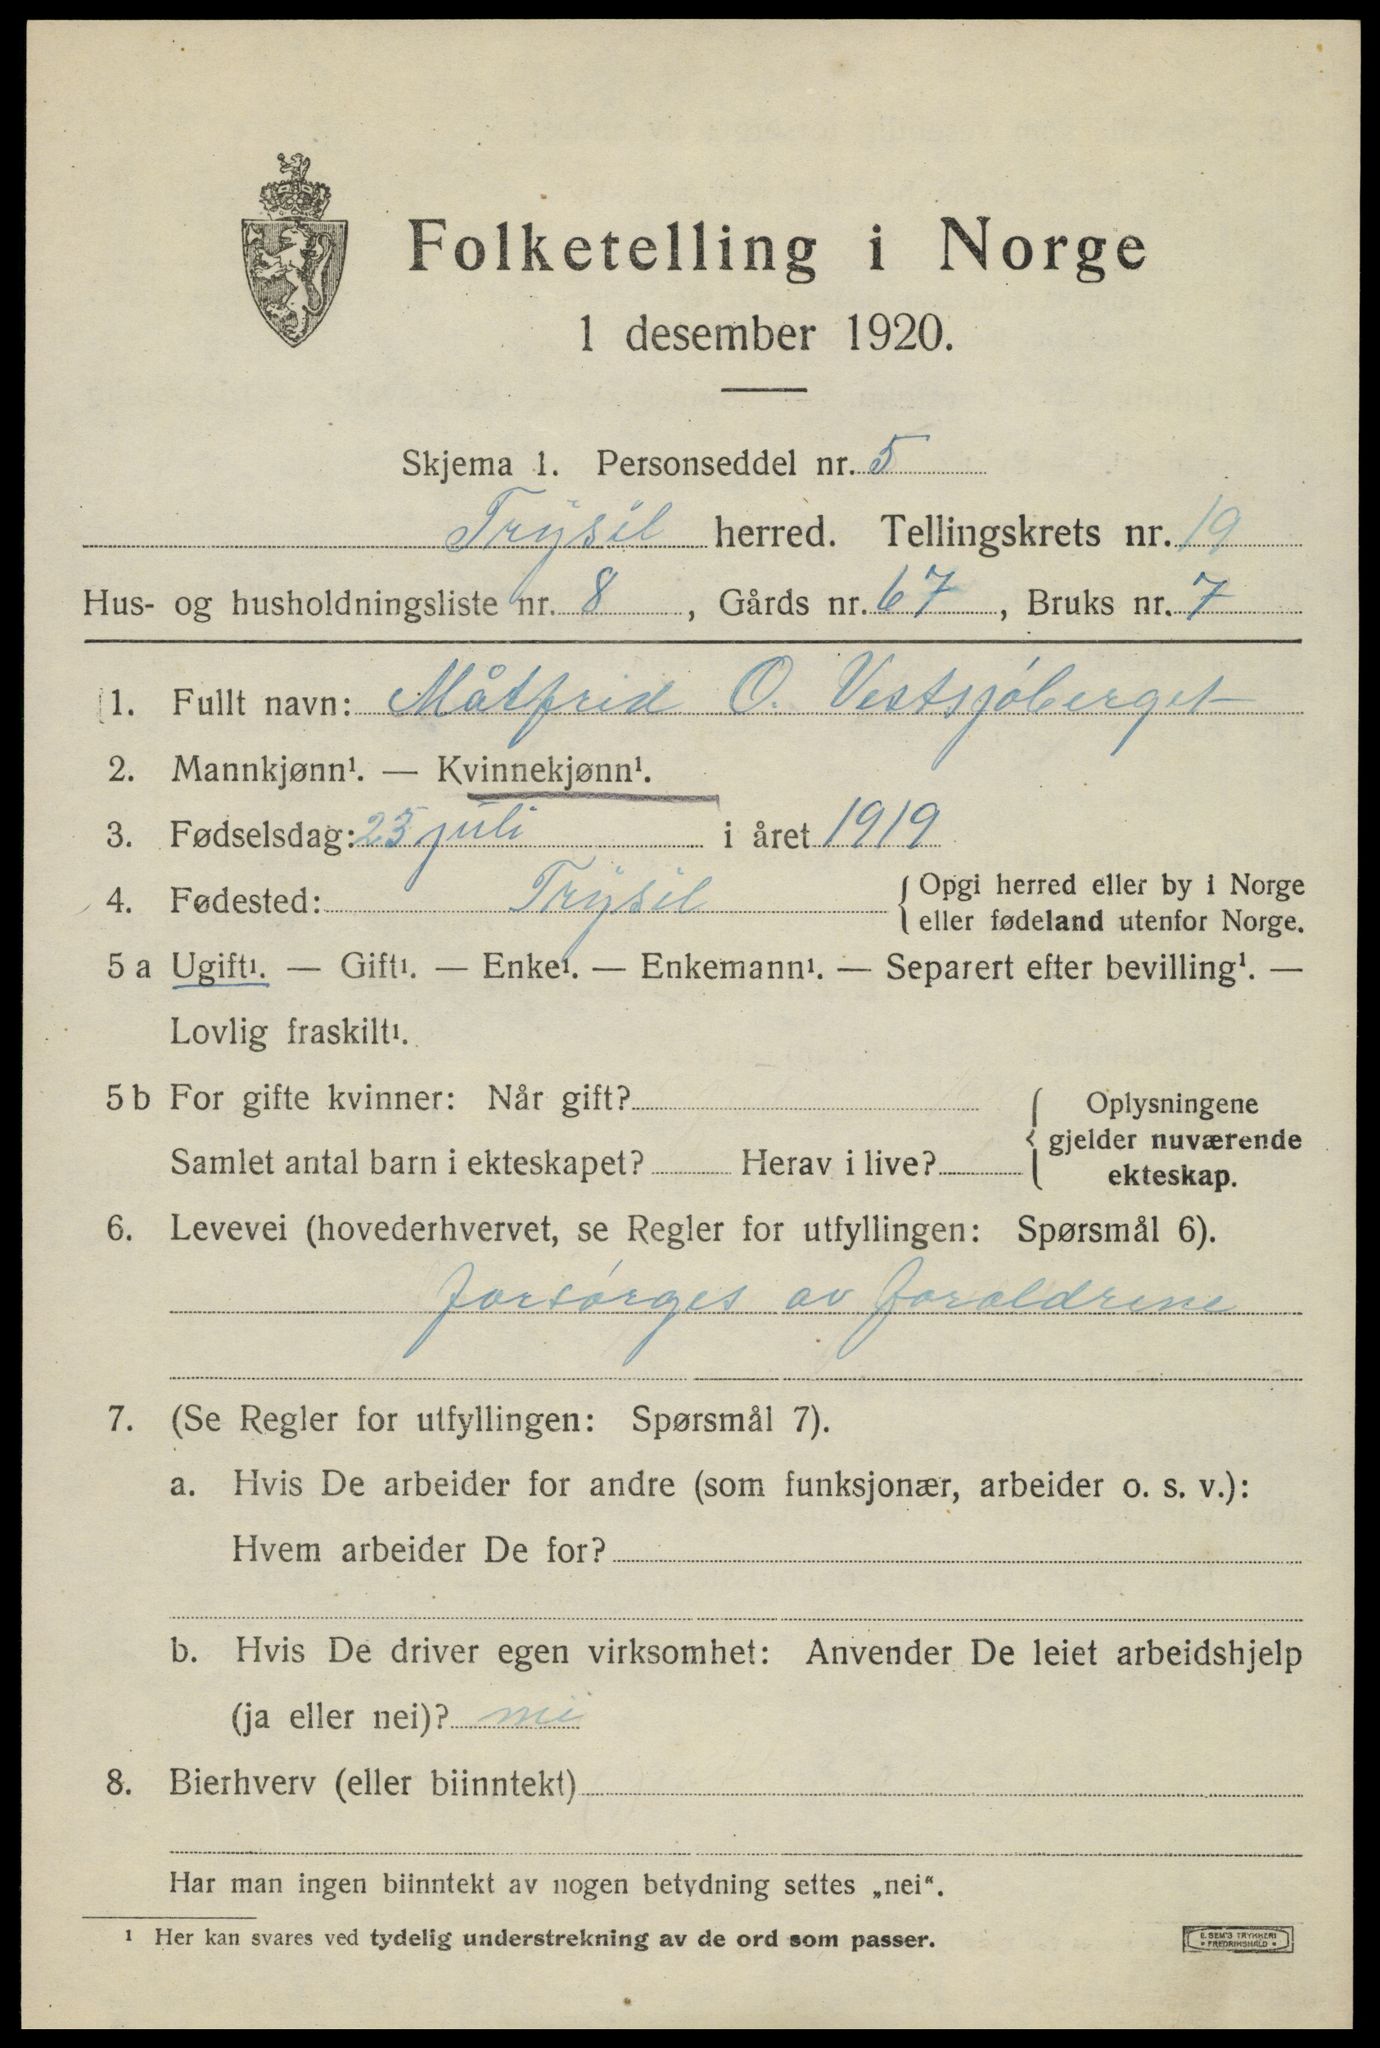 Folketelling i Norge
1 desember 1920.
Skjema 1. Personseddel nr. 5
Trysil herred. Tellingskrets nr. 19
Hus- og husholdningsliste nr. 8, Gårds nr. 67, Bruks nr. 7
1. Fullt navn: Måtfrid O. Vestsjøberget
2. Mannkjønn¹. — Kvinnekjønn¹.
3. Fødselsdag: 25 juli i året 1919
4. Fødested: Trysil {Opgi herred eller by i Norge
eller fødeland utenfor Norge.
5 a Ugift¹. — Gift¹. — Enke¹. — Enkemann¹. — Separert efter bevilling¹. —
Lovlig fraskilt¹.
5 b For gifte kvinner: Når gift? { Oplysningene
gjelder nuværende
Samlet antal barn i ekteskapet? Herav i live?
ekteskap.
6. Levevei (hovederhvervet, se Regler for utfyllingen: Spørsmål 6).
forsørges av foraldrene
7. (Se Regler for utfyllingen: Spørsmål 7).
a. Hvis De arbeider for andre (som funksjonær, arbeider o. s. v.):
Hvem arbeider De for?
b. Hvis De driver egen virksomhet: Anvender De leiet arbeidshjelp
(ja eller nei)? nei
8. Bierhverv (eller biinntekt)
Har man ingen biinntekt av nogen betydning settes „nei“.
¹ Her kan svares ved tydelig understrekning av de ord som passer.
E. SEM'S TRYKKERI
• FREDRIKSHALD •